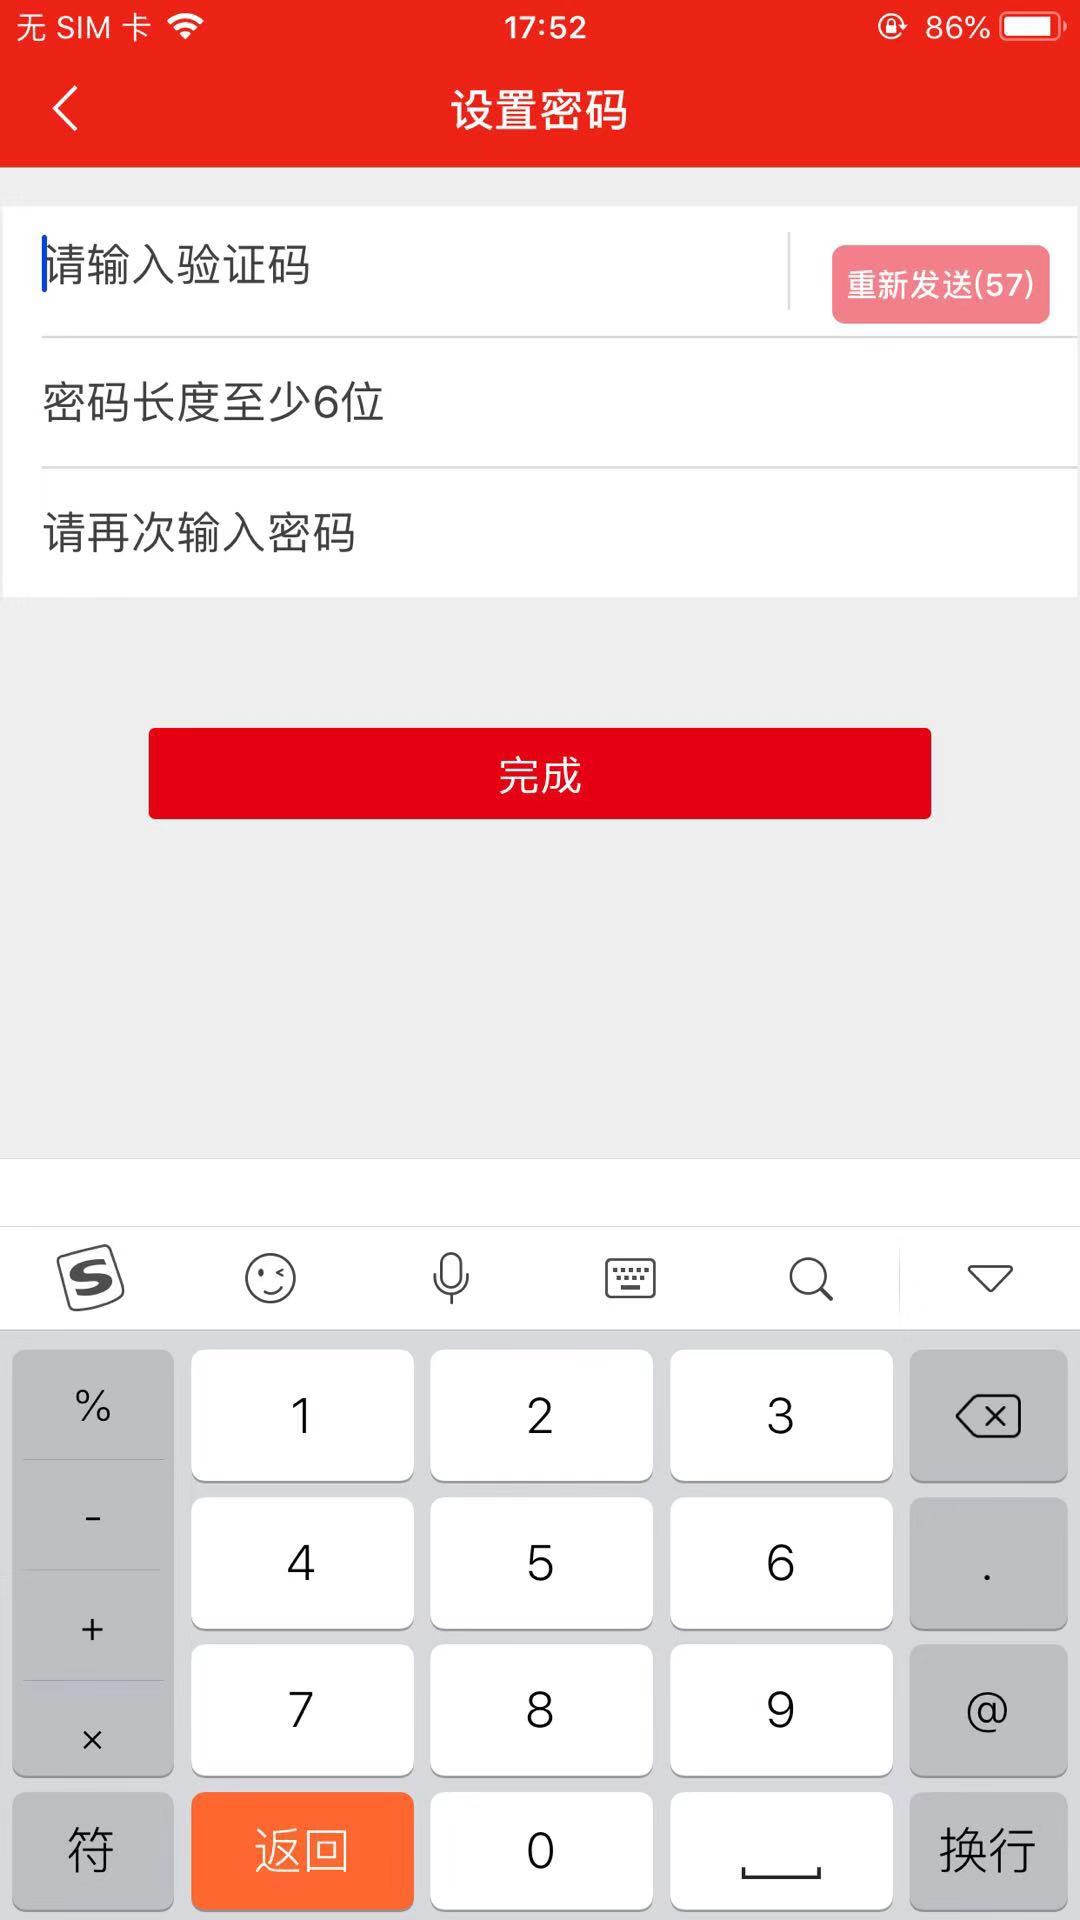 无 SIM 卡 17:52 86%
设置密码
请输入验证码 重新发送(57)
密码长度至少6位
请再次输入密码
完成
S
% 1 2 3
- 4 5 6 .
+ 7 8 9 @
×
符 返回 0 换行